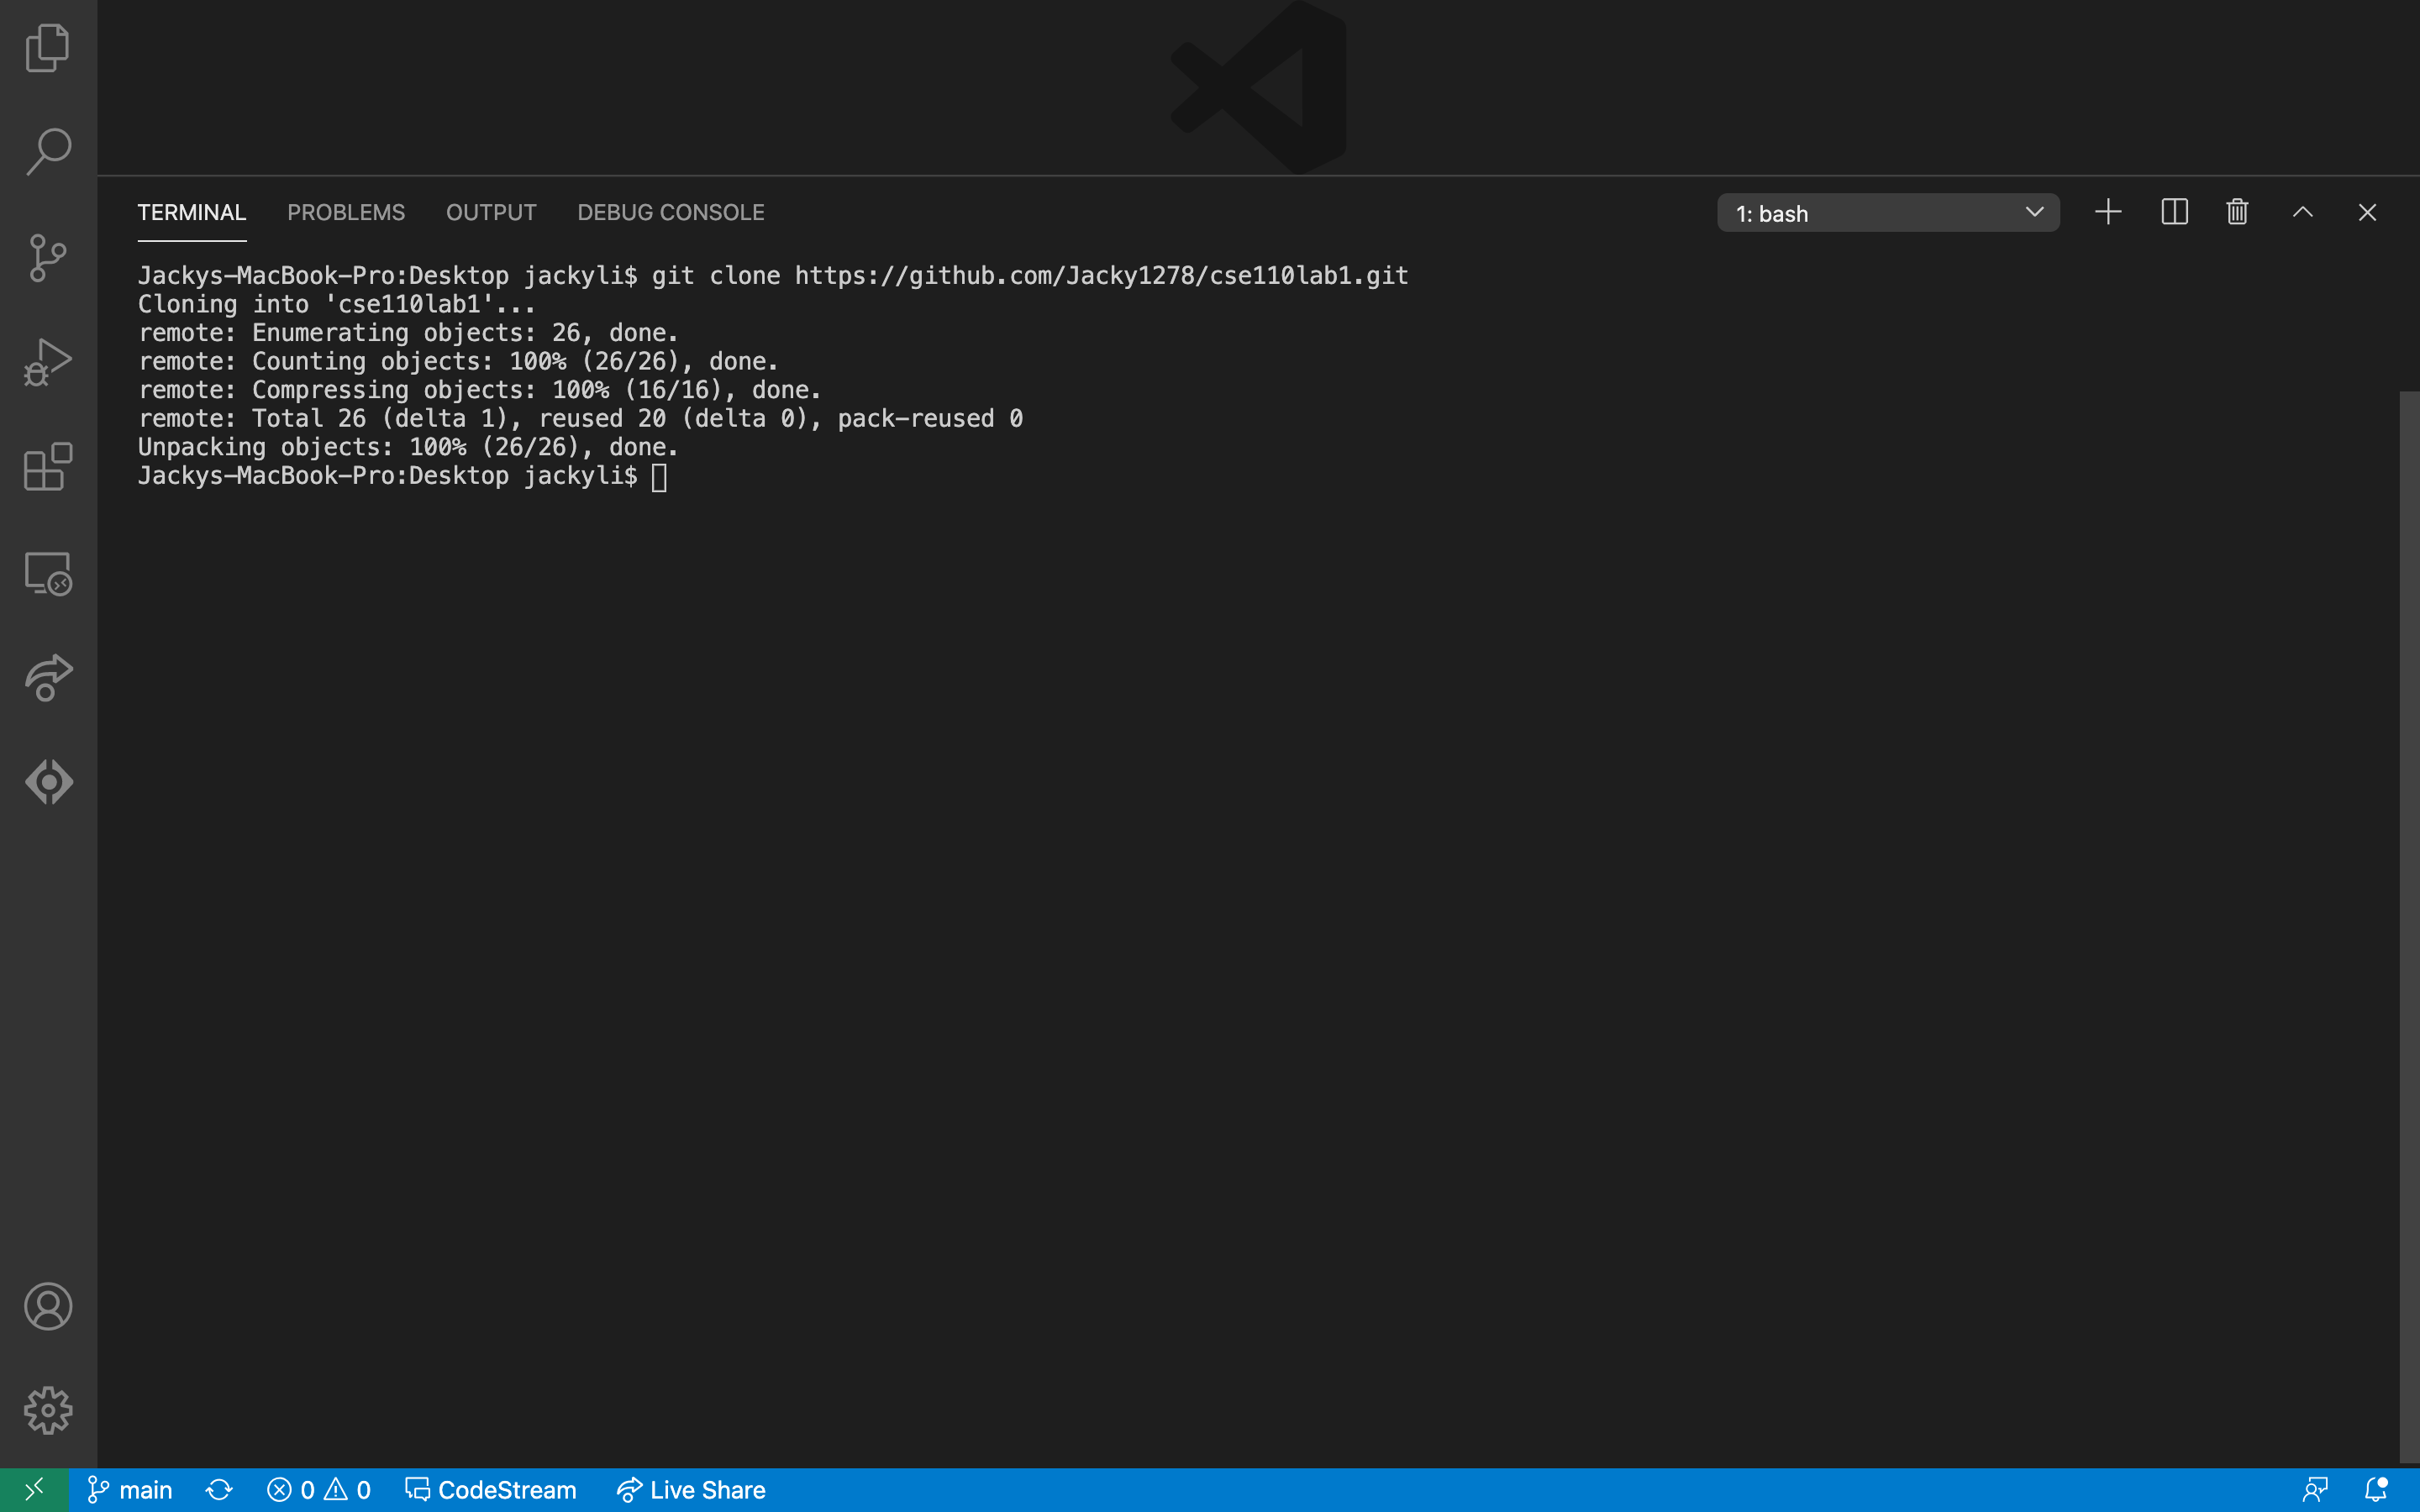 TERMINAL PROBLEMS OUTPUT DEBUG CONSOLE 1: bash
Jackys-MacBook-Pro:Desktop jackyli$ git clone https://github.com/Jacky1278/cse110lab1.git
Cloning into 'cse110lab1'...
remote: Enumerating objects: 26, done.
remote: Counting objects: 100% (26/26), done.
remote: Compressing objects: 100% (16/16), done.
remote: Total 26 (delta 1), reused 20 (delta 0), pack-reused 0
Unpacking objects: 100% (26/26), done.
Jackys-MacBook-Pro:Desktop jackyli$
main 0 0 CodeStream Live Share